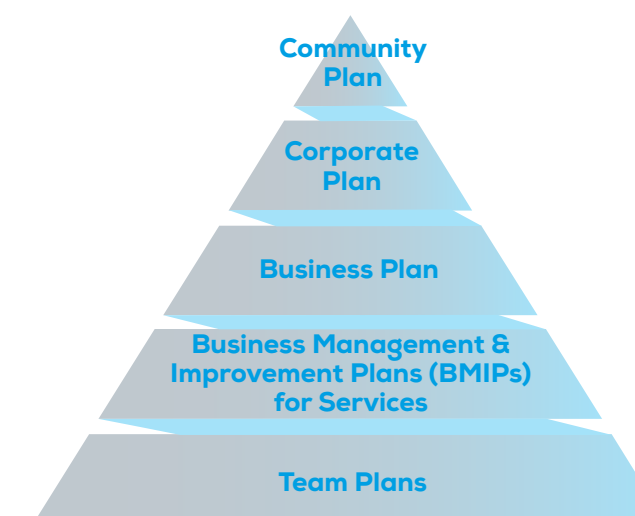 Community
Plan
Corporate
Plan
Business Plan
Business Management &
Improvement Plans (BMIPs)
for Services
Team Plans